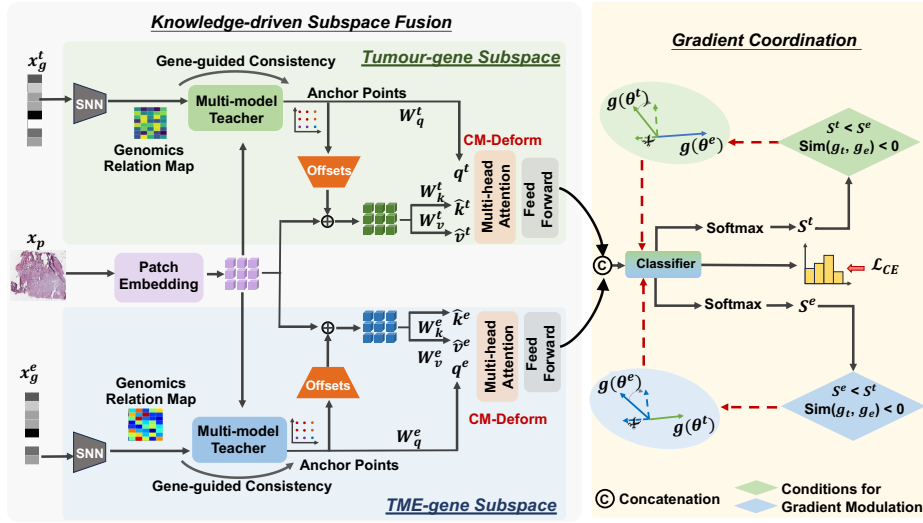 Knowledge-driven Subspace Fusion
Tumour-gene Subspace
x_g^t
SNN
Gene-guided Consistency
Genomics
Relation Map
Multi-model
Teacher
Anchor Points
W_q^t
CM-Deform
Offsets
q^t
W_k^t
k̂^t
W_v^t
v̂^t
Multi-head
Attention
Feed
Forward
x_p
Patch
Embedding
W_k^e
k̂^e
W_v^e
v̂^e
q^e
Multi-head
Attention
Feed
Forward
CM-Deform
Offsets
x_g^e
SNN
Genomics
Relation Map
Multi-model
Teacher
Anchor Points
W_q^e
Gene-guided Consistency
TME-gene Subspace
Gradient Coordination
g(θ^t)
g(θ^e)
S^t < S^e
Sim(g_t, g_e) < 0
Softmax
S^t
C
Classifier
L_CE
Softmax
S^e
g(θ^e)
g(θ^t)
S^e < S^t
Sim(g_t, g_e) < 0
C Concatenation
Conditions for
Gradient Modulation